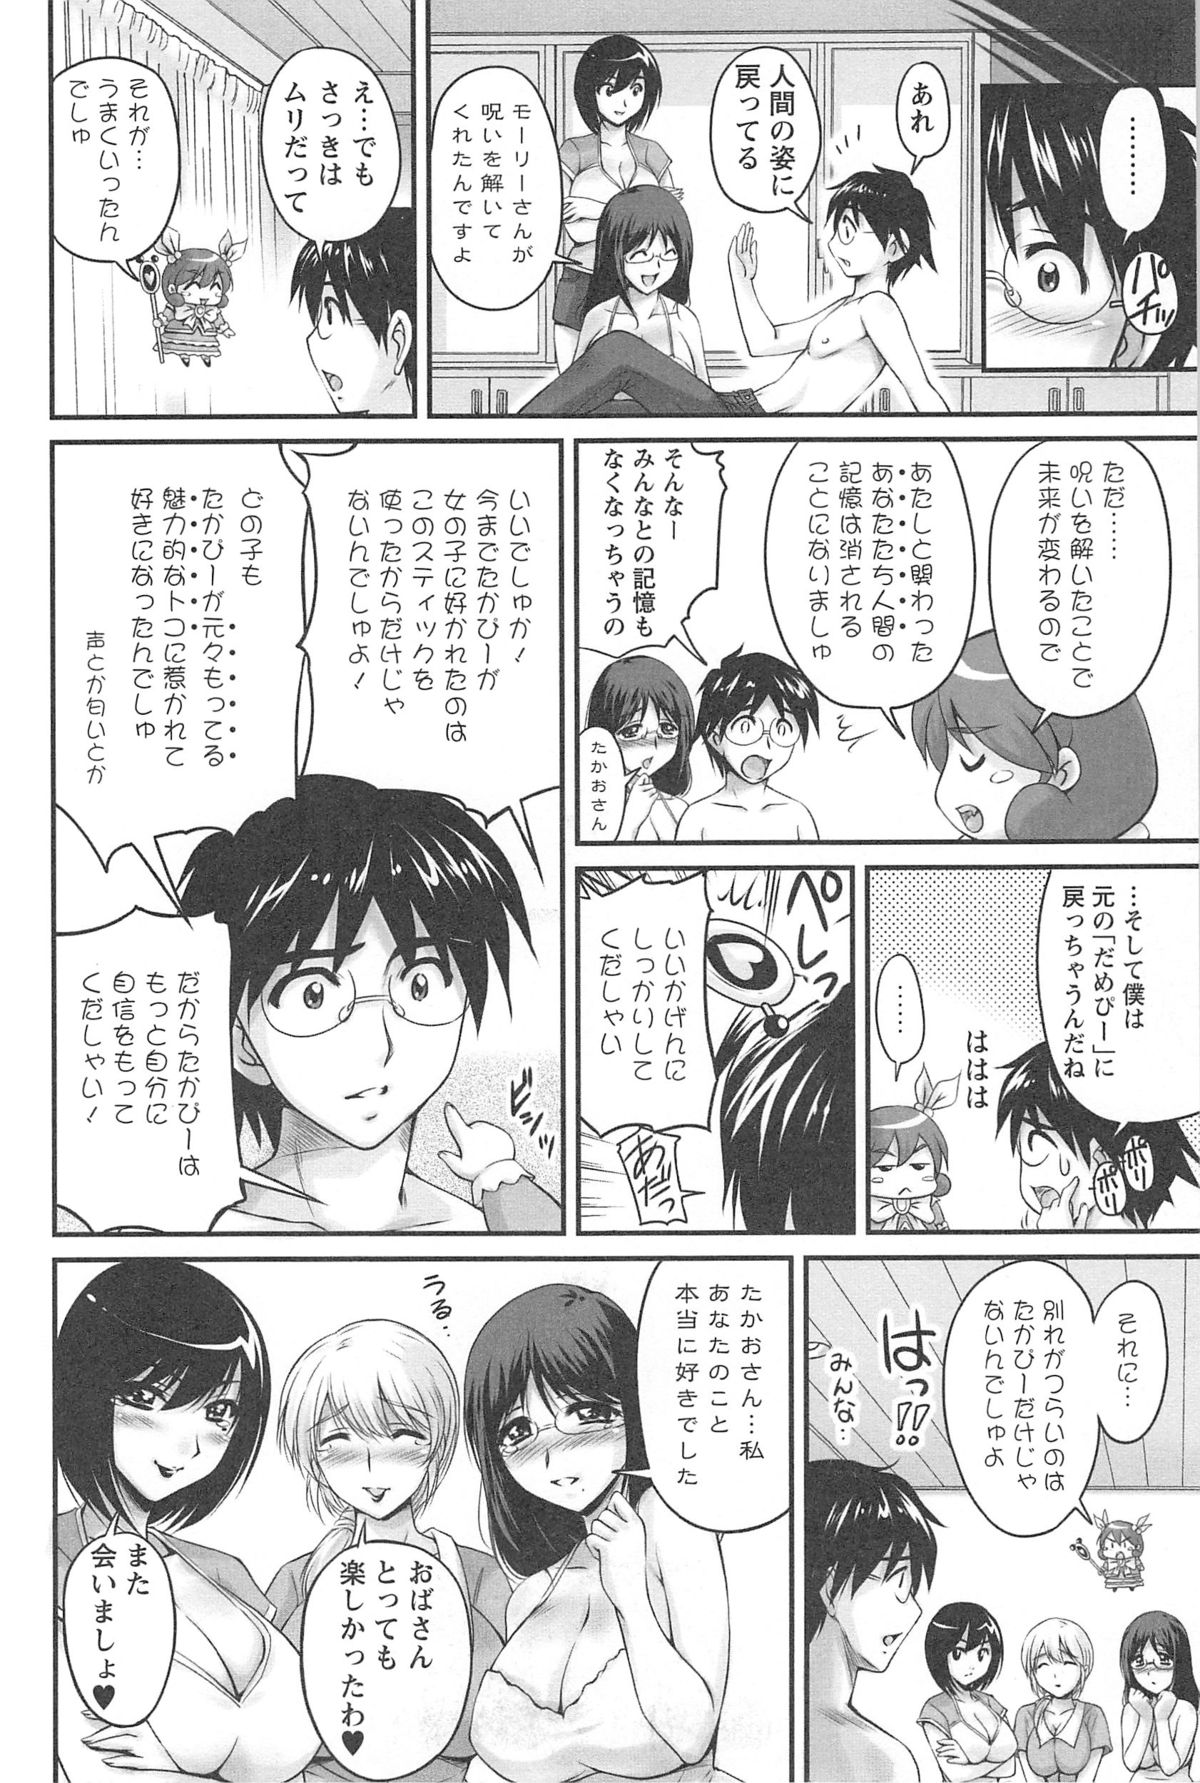 ………
パチッ
あれ
人間の姿に
戻ってる
モーリーさんが
呪いを解いて
くれたんですよ
え…でも
さっきは
ムリだって
それが…
うまくいったん
でしゅ
ただ……
呪いを解いたことで
未来が変わるので
あたしと関わった
あなたたち人間の
記憶は消される
ことになりましゅ
そんなー
みんなとの記憶も
なくなっちゃうの
たかおさん
…そして僕は
元の「だめぴー」に
戻っちゃうんだね
ははは
ポリ
ポリ
……
ペしっ
いいかげんに
しっかいして
くだしゃい
あだっ
いいでしゅか！
今までたかぴーが
女の子に好かれたのは
このスティックを
使ったからだけじゃ
ないんでしゅよ！
どの子も
たかぴーが元々もってる
魅力的なトコに惹かれて
好きになったんでしゅ
声とか匂いとか
ビシッ
だからたかぴーは
もっと自分に
自信をもって
くだしゃい！
それに…
別れがつらいのは
たかぴーだけじゃ
ないんでしゅよ
はっ!!
みんな…
たかおさん…私
あなたのこと
本当に好きでした
うる…
おばさん
とっても
楽しかったわ♥
また
会いましょ♥